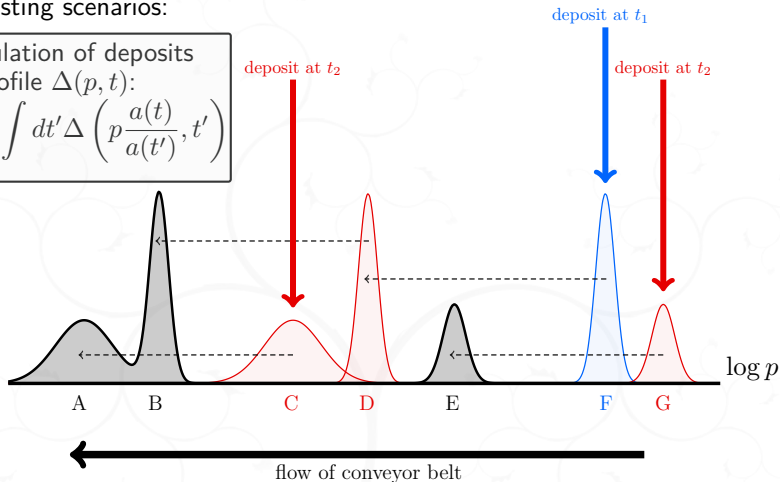 sting scenarios:
deposit at t₁
ulation of deposits
deposit at t₂
deposit at t₂
ofile Δ(p, t):
∫ dt′Δ (p a(t)/a(t′), t′)
log p
A B C D E F G
flow of conveyor belt